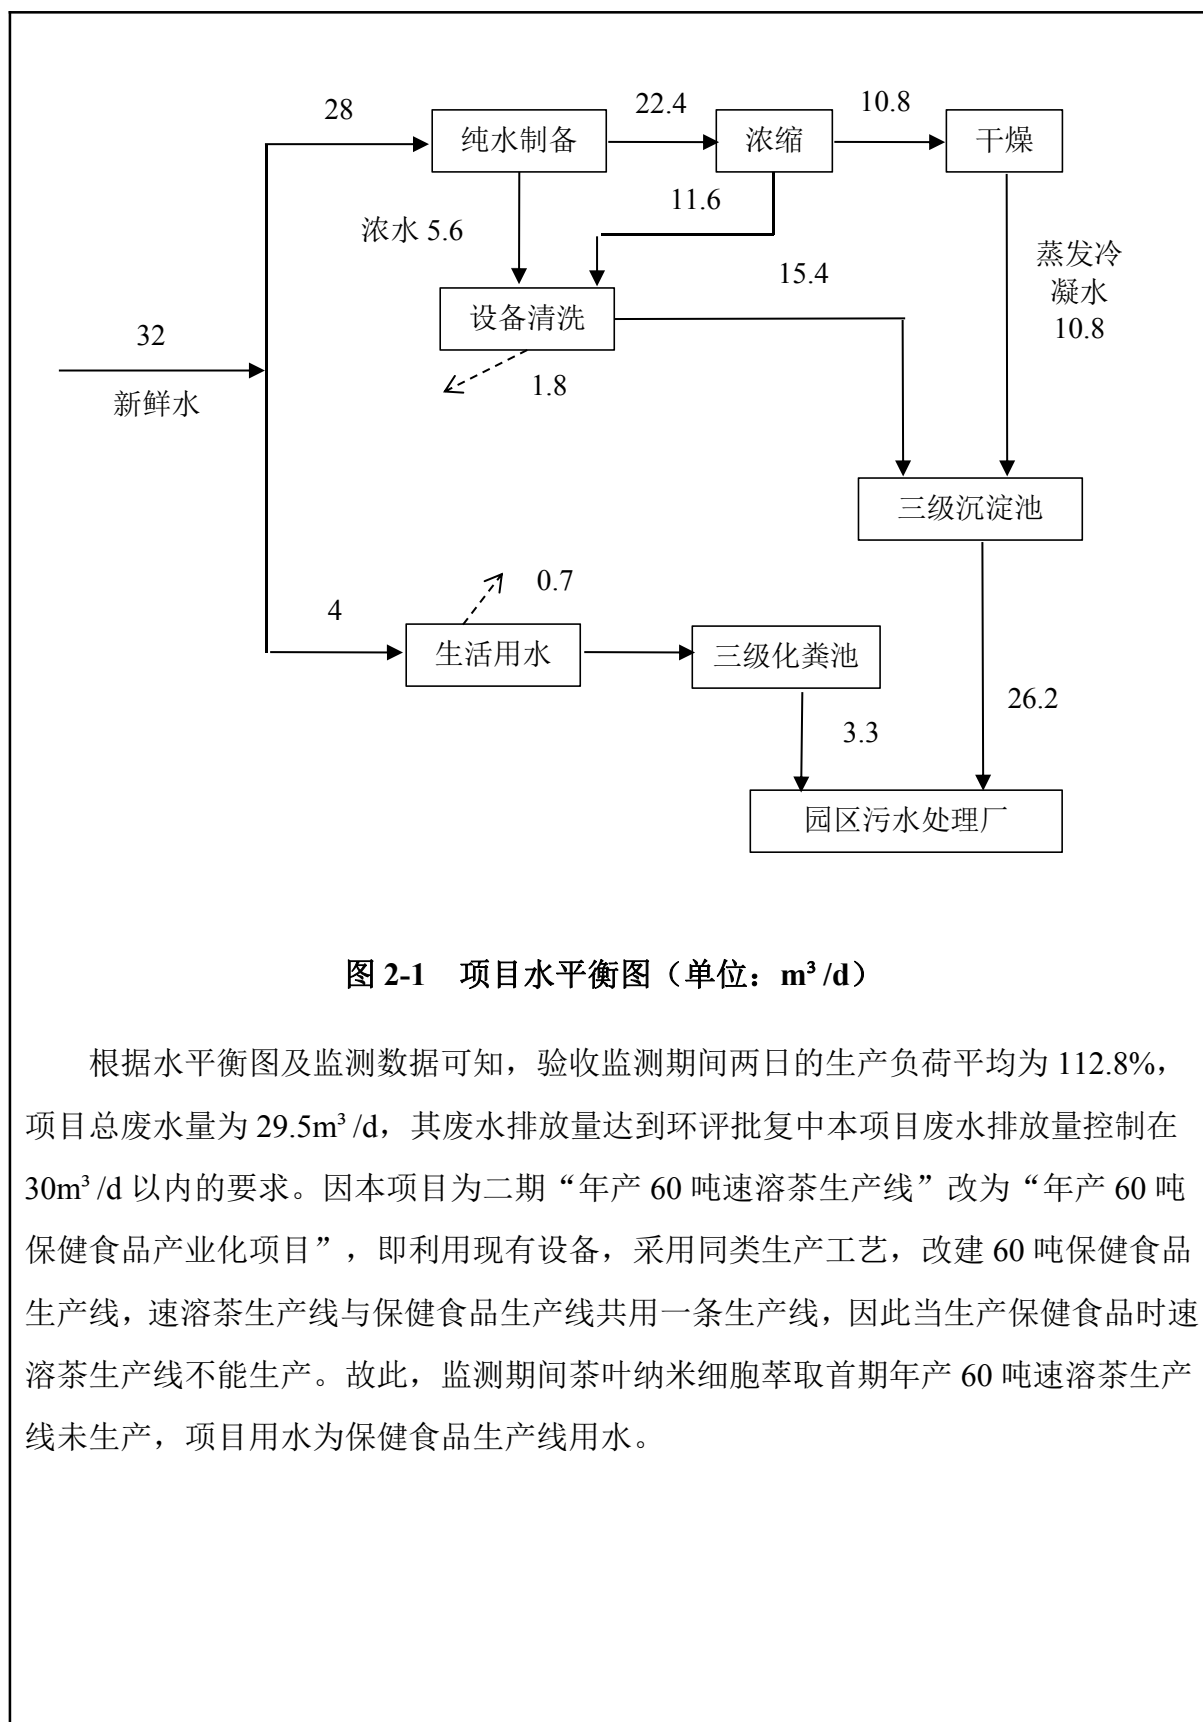 28
22.4
10.8
纯水制备
浓缩
干燥
11.6
浓水 5.6
15.4
蒸发冷
凝水
10.8
设备清洗
32
新鲜水
1.8
三级沉淀池
0.7
4
生活用水
三级化粪池
26.2
3.3
园区污水处理厂
图 2-1 项目水平衡图（单位：m³/d）
根据水平衡图及监测数据可知，验收监测期间两日的生产负荷平均为 112.8%，
项目总废水量为 29.5m³/d，其废水排放量达到环评批复中本项目废水排放量控制在
30m³/d 以内的要求。因本项目为二期“年产 60 吨速溶茶生产线”改为“年产 60 吨
保健食品产业化项目”，即利用现有设备，采用同类生产工艺，改建 60 吨保健食品
生产线，速溶茶生产线与保健食品生产线共用一条生产线，因此当生产保健食品时速
溶茶生产线不能生产。故此，监测期间茶叶纳米细胞萃取首期年产 60 吨速溶茶生产
线未生产，项目用水为保健食品生产线用水。